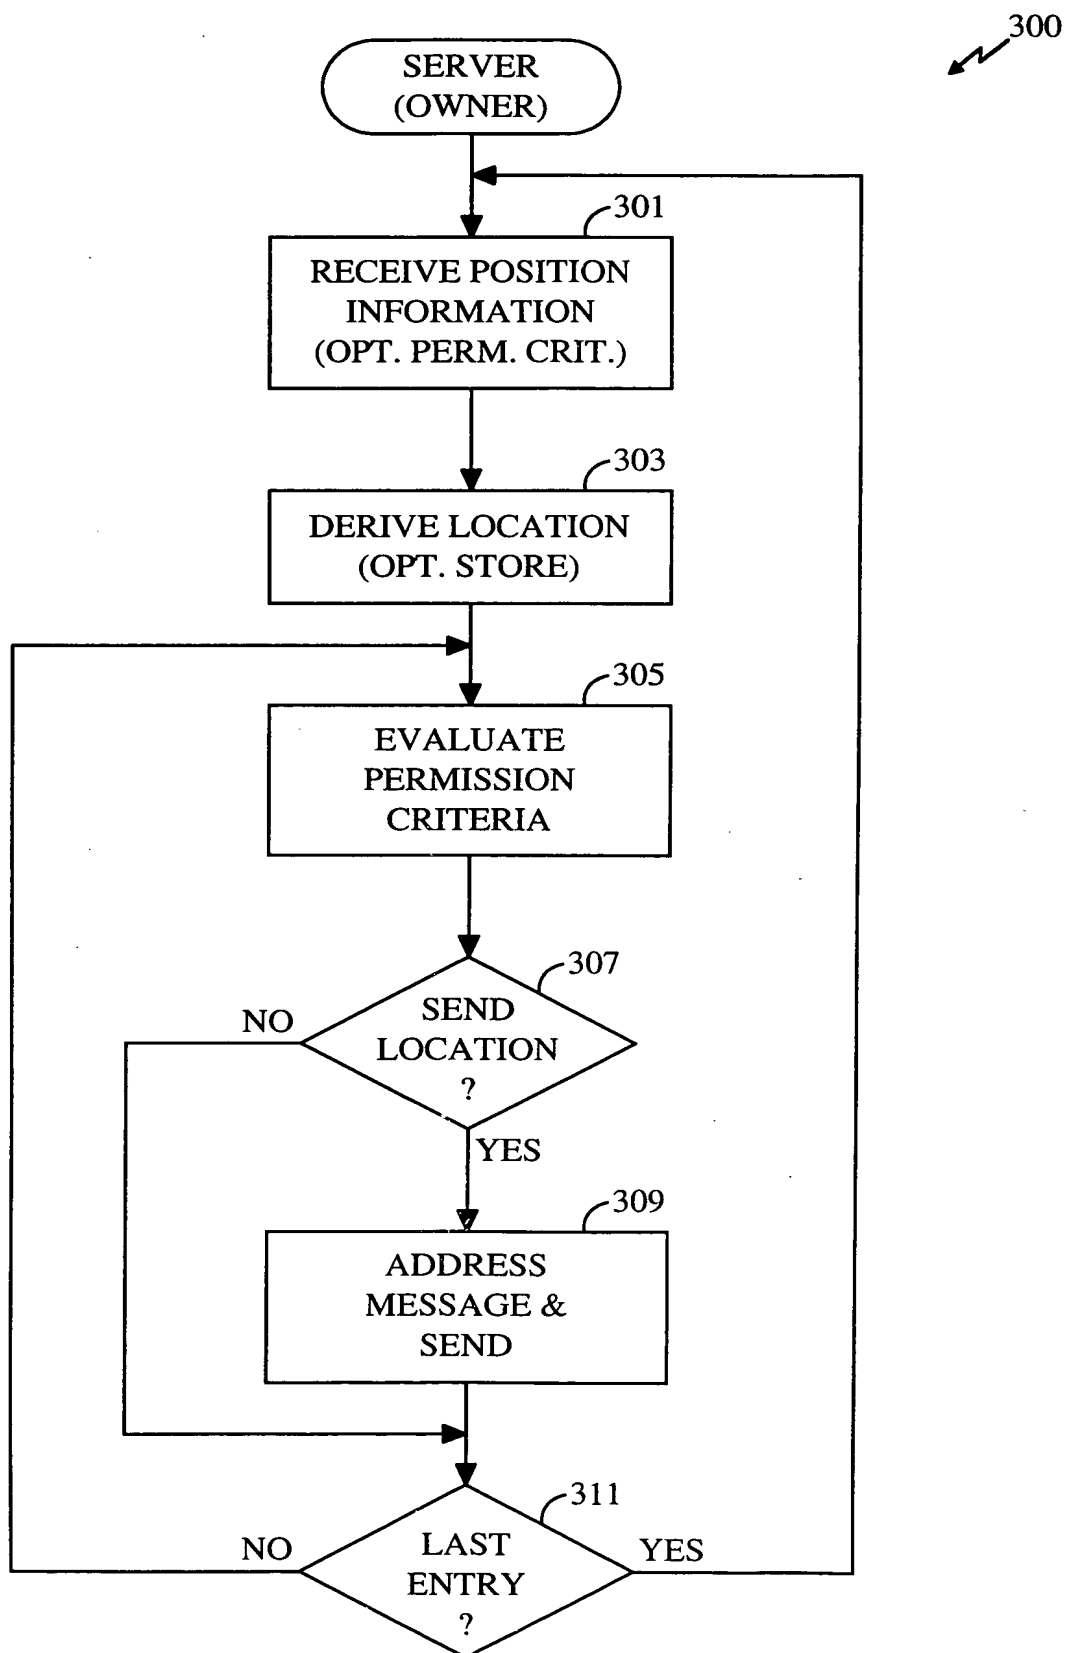 300
SERVER
(OWNER)
301
RECEIVE POSITION
INFORMATION
(OPT. PERM. CRIT.)
303
DERIVE LOCATION
(OPT. STORE)
305
EVALUATE
PERMISSION
CRITERIA
307
NO
SEND
LOCATION
?
YES
309
ADDRESS
MESSAGE &
SEND
311
NO
LAST
ENTRY
?
YES